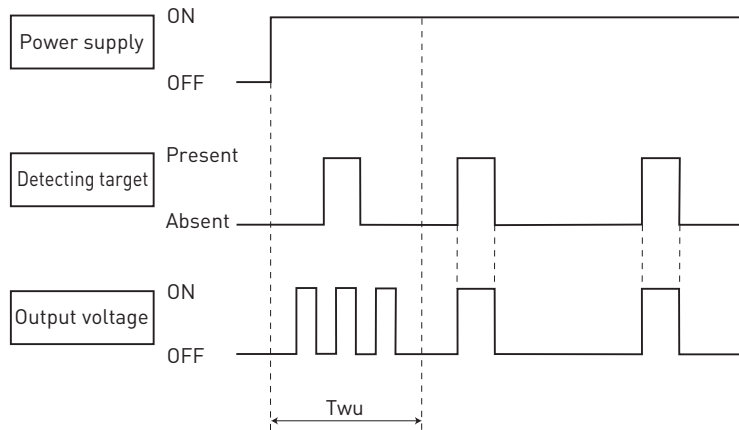 ON
Power supply
OFF
Present
Detecting target
Absent
ON
Output voltage
OFF
Twu